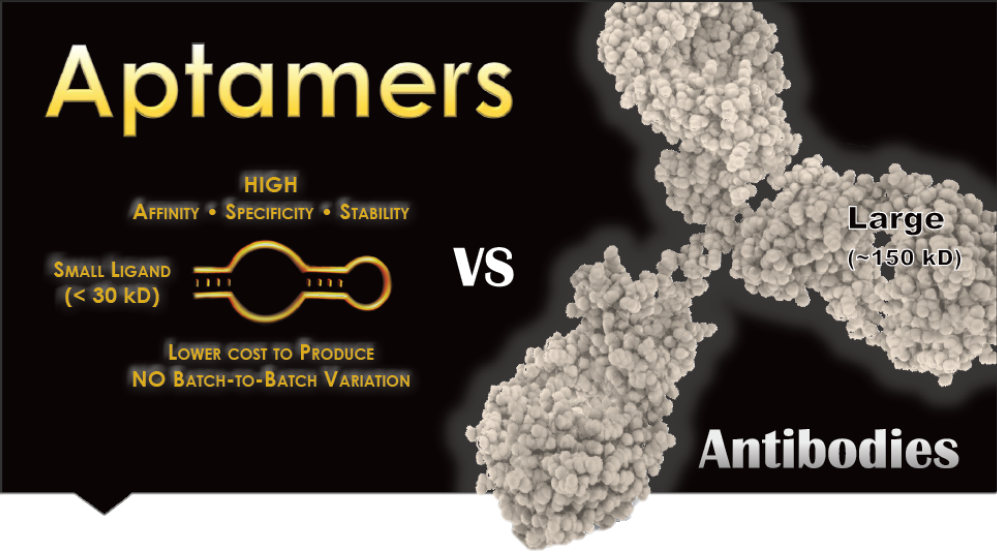 Aptamers
HIGH
Affinity • Specificity • Stability
Small Ligand
(< 30 kD)
Lower cost to Produce
NO Batch-to-Batch Variation
VS
Large
(~150 kD)
Antibodies